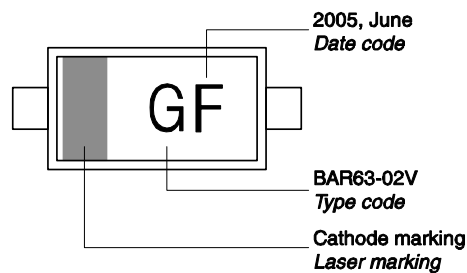 2005, June
Date code
GF
BAR63-02V
Type code
Cathode marking
Laser marking